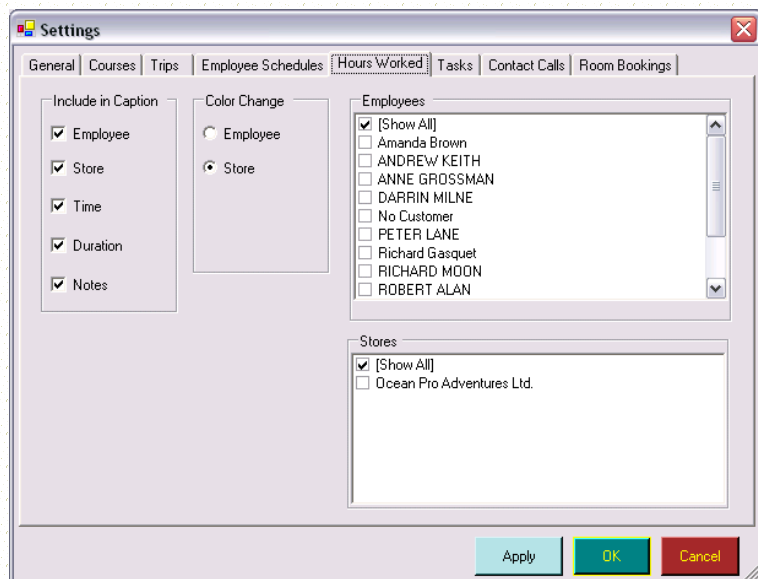 Settings
General Courses Trips Employee Schedules Hours Worked Tasks Contact Calls Room Bookings
Include in Caption
Employee
Store
Time
Duration
Notes
Color Change
Employee
Store
Employees
[Show All]
Amanda Brown
ANDREW KEITH
ANNE GROSSMAN
DARRIN MILNE
No Customer
PETER LANE
Richard Gasquet
RICHARD MOON
ROBERT ALAN
Stores
[Show All]
Ocean Pro Adventures Ltd.
Apply OK Cancel